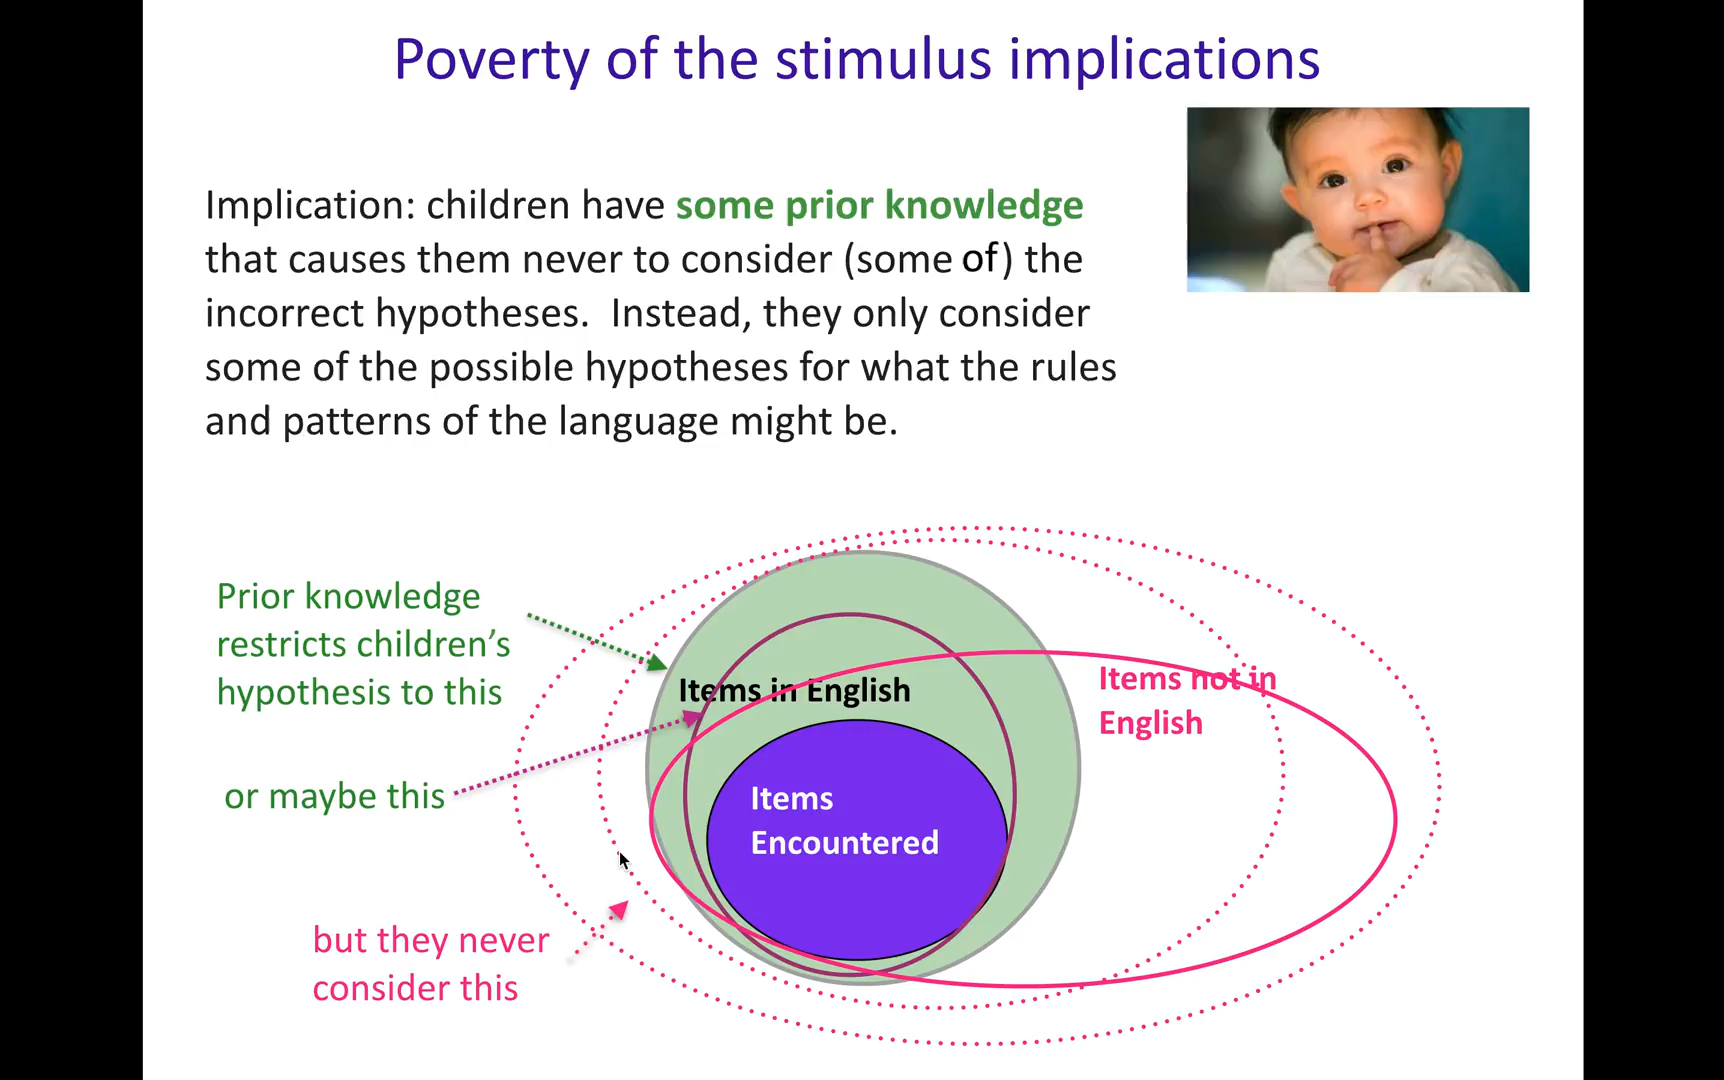 Poverty of the stimulus implications
Implication: children have some prior knowledge
that causes them never to consider (some of) the
incorrect hypotheses.  Instead, they only consider
some of the possible hypotheses for what the rules
and patterns of the language might be.
Prior knowledge
restricts children’s
hypothesis to this
or maybe this
but they never
consider this
Items in English
Items
Encountered
Items not in
English